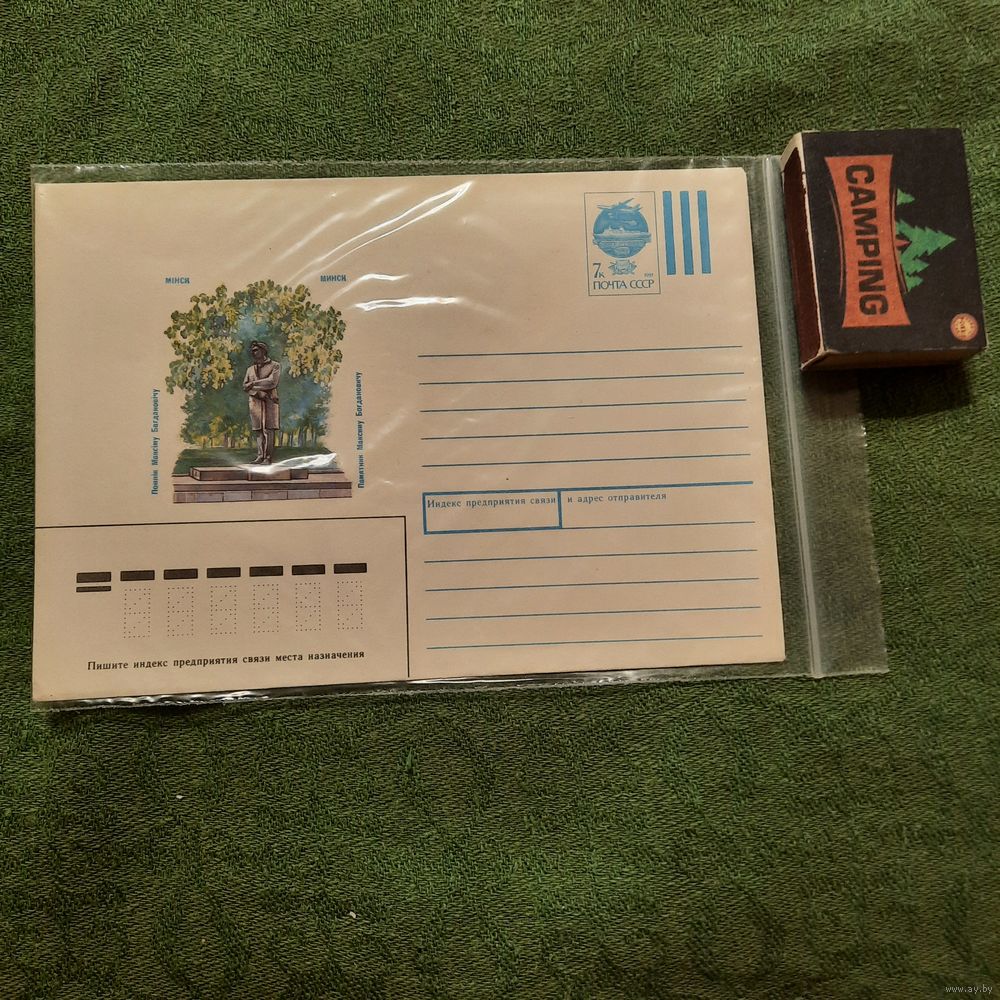 МІНСК
МИНСК
Помнік Максіму Багдановічу
Памятник Максиму Богдановичу
7к
1991
ПОЧТА СССР
Индекс предприятия связи и адрес отправителя
Пишите индекс предприятия связи места назначения
CAMPING
www.ay.by